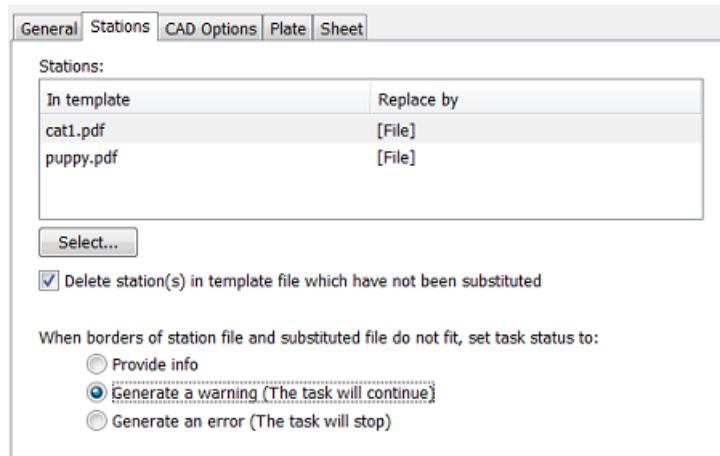 General Stations CAD Options Plate Sheet
Stations:
In template Replace by
cat1.pdf [File]
puppy.pdf [File]
Select...
Delete station(s) in template file which have not been substituted
When borders of station file and substituted file do not fit, set task status to:
Provide info
Generate a warning (The task will continue)
Generate an error (The task will stop)